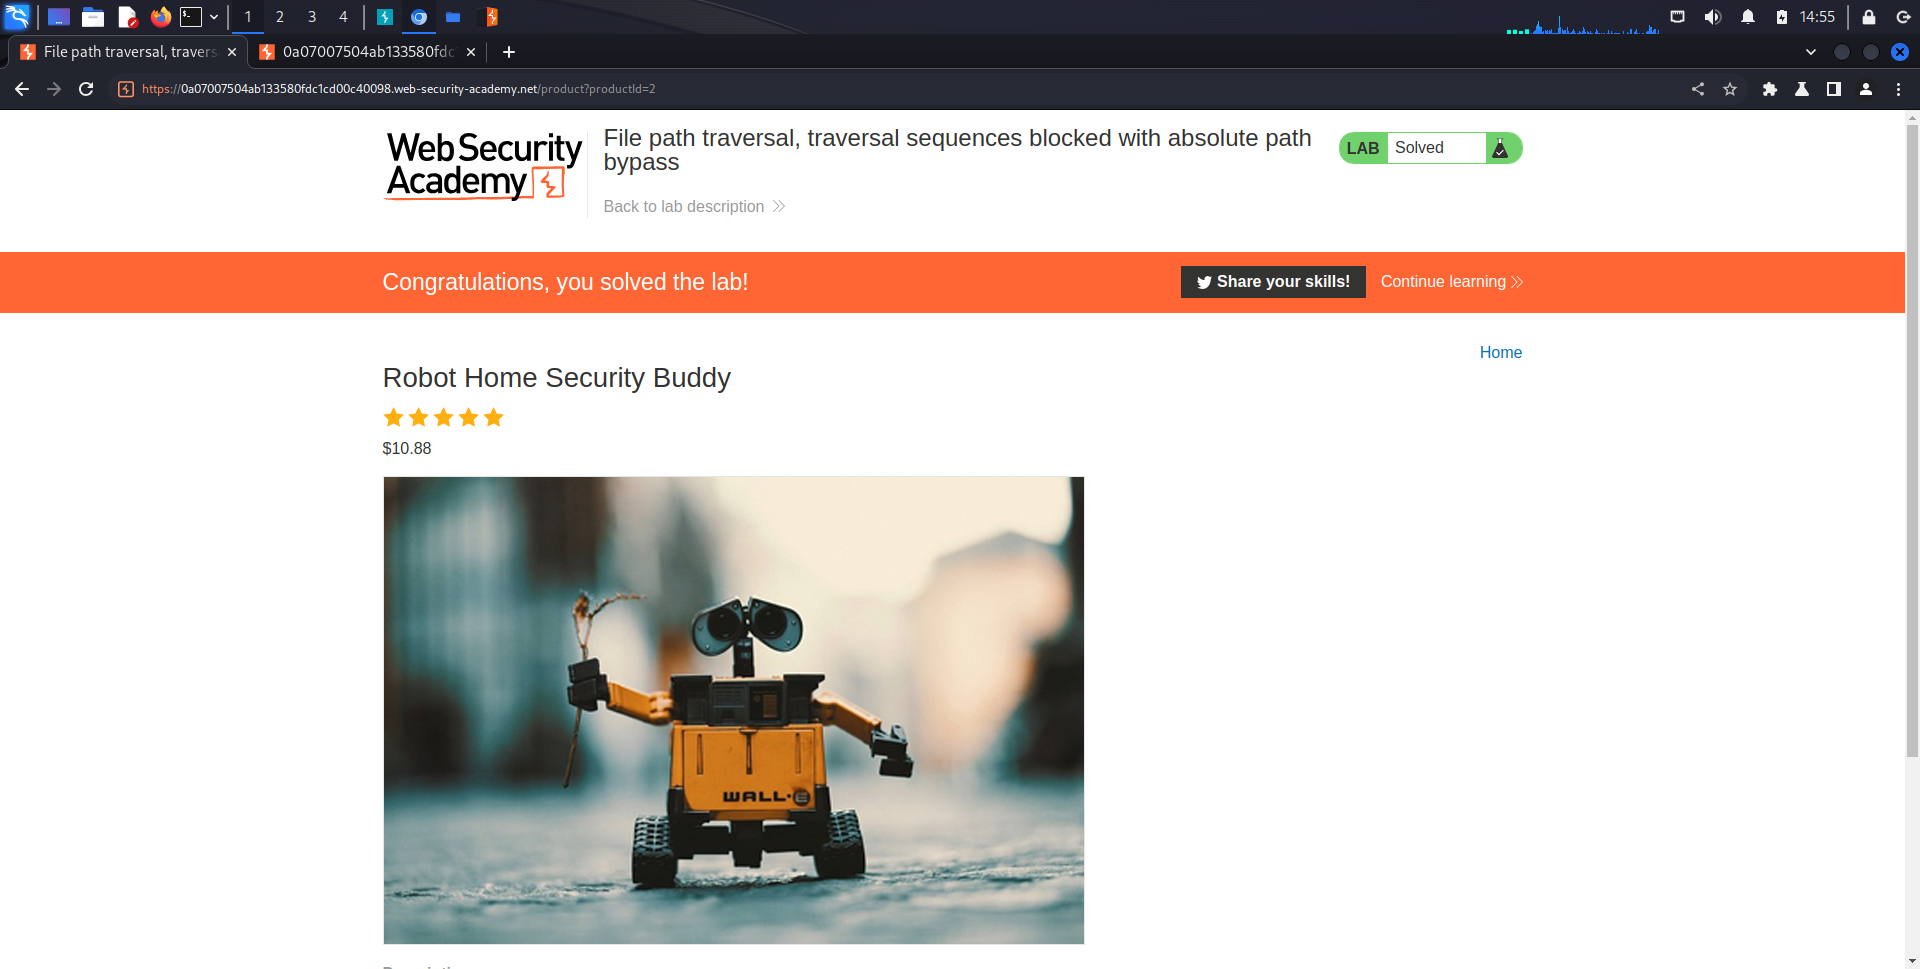 1 2 3 4
14:55
File path traversal, travers
0a07007504ab133580fdc
https://0a07007504ab133580fdc1cd00c40098.web-security-academy.net/product?productId=2
Web Security
Academy
File path traversal, traversal sequences blocked with absolute path
bypass
Back to lab description
LAB Solved
Congratulations, you solved the lab!
Share your skills!
Continue learning
Home
Robot Home Security Buddy
$10.88
WALL·E